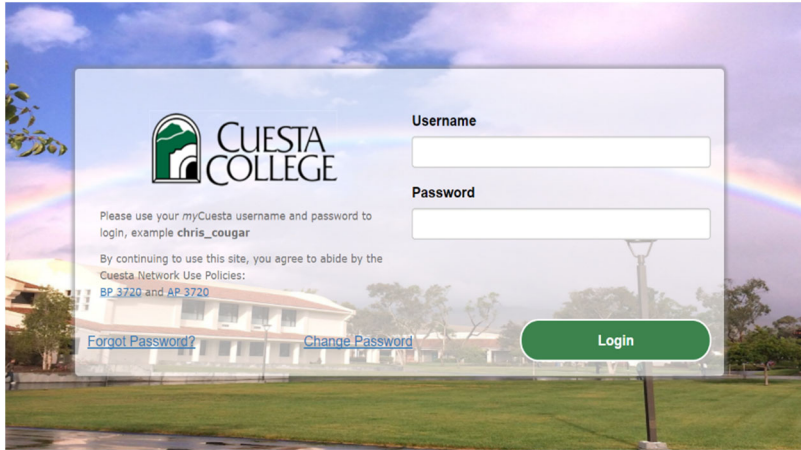 CUESTA
COLLEGE
Please use your myCuesta username and password to
login, example chris_cougar
By continuing to use this site, you agree to abide by the
Cuesta Network Use Policies:
BP 3720 and AP 3720
Forgot Password?
Change Password
Username
Password
Login